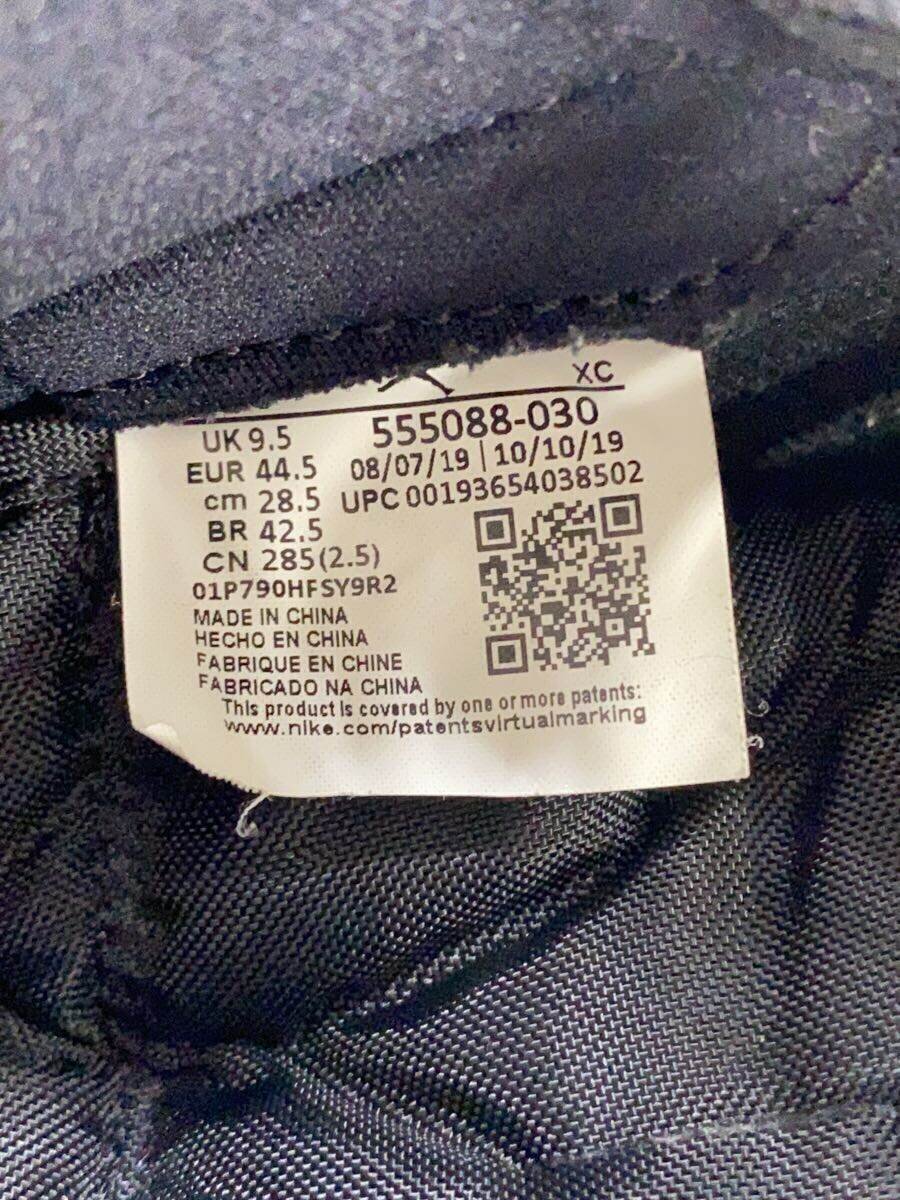 XC
UK 9.5 555088-030
EUR 44.5 08/07/19 | 10/10/19
cm 28.5 UPC 00193654038502
BR 42.5
CN 285(2.5)
01P790HFSY9R2
MADE IN CHINA
HECHO EN CHINA
FABRIQUE EN CHINE
FABRICADO NA CHINA
This product is covered by one or more patents:
www.nike.com/patentsvirtualmarking